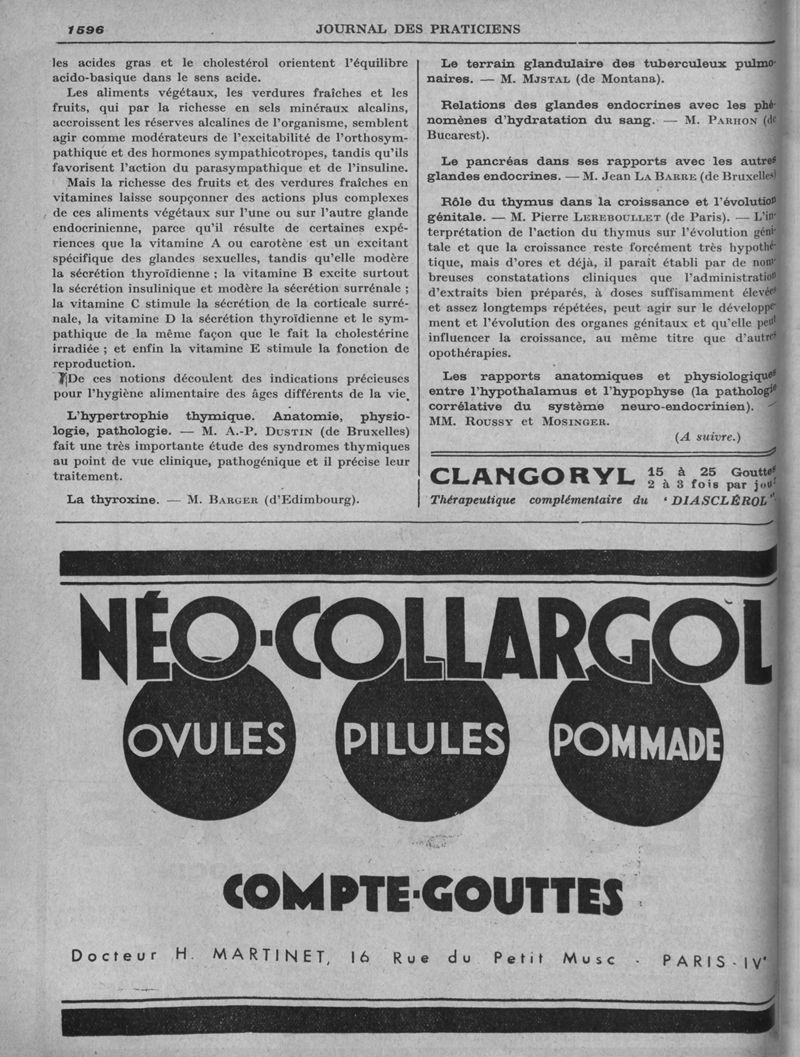 1596
JOURNAL DES PRATICIENS
les acides gras et le cholestérol orientent l'équilibre
acido-basique dans le sens acide.
Les aliments végétaux, les verdures fraîches et les
fruits, qui par la richesse en sels minéraux alcalins,
accroissent les réserves alcalines de l'organisme, semblent
agir comme modérateurs de l'excitabilité de l'orthosym-
pathique et des hormones sympathicotropes, tandis qu'ils
favorisent l'action du parasympathique et de l'insuline.
Mais la richesse des fruits et des verdures fraîches en
vitamines laisse soupçonner des actions plus complexes
de ces aliments végétaux sur l'une ou sur l'autre glande
endocrinienne, parce qu'il résulte de certaines expé-
riences que la vitamine A ou carotène est un excitant
spécifique des glandes sexuelles, tandis qu'elle modère
la sécrétion thyroïdienne ; la vitamine B excite surtout
la sécrétion insulinique et modère la sécrétion surrénale ;
la vitamine C stimule la sécrétion de la corticale surré-
nale, la vitamine D la sécrétion thyroïdienne et le sym-
pathique de la même façon que le fait la cholestérine
irradiée ; et enfin la vitamine E stimule la fonction de
reproduction.
De ces notions découlent des indications précieuses
pour l'hygiène alimentaire des âges différents de la vie.
L'hypertrophie thymique. Anatomie, physio-
logie, pathologie. — M. A.-P. DUSTIN (de Bruxelles)
fait une très importante étude des syndromes thymiques
au point de vue clinique, pathogénique et il précise leur
traitement.
La thyroxine. — M. BARGER (d'Edimbourg).
Le terrain glandulaire des tuberculeux pulmo-
naires. — M. MJSTAL (de Montana).
Relations des glandes endocrines avec les phé-
nomènes d'hydratation du sang. — M. PARHON (de
Bucarest).
Le pancréas dans ses rapports avec les autres
glandes endocrines. — M. Jean LA BARRE (de Bruxelles)
Rôle du thymus dans la croissance et l'évolution
génitale. — M. Pierre LEREBOULLET (de Paris). — L'in-
terprétation de l'action du thymus sur l'évolution géni-
tale et que la croissance reste forcément très hypothé-
tique, mais d'ores et déjà, il paraît établi par de nom-
breuses constatations cliniques que l'administration
d'extraits bien préparés, à doses suffisamment élevées
et assez longtemps répétées, peut agir sur le développe-
ment et l'évolution des organes génitaux et qu'elle peut
influencer la croissance, au même titre que d'autres
opothérapies.
Les rapports anatomiques et physiologiques
entre l'hypothalamus et l'hypophyse (la pathologie
corrélative du système neuro-endocrinien). —
MM. ROUSSY et MOSINGER.
(A suivre.)
CLANGORYL 15 à 25 Gouttes
2 à 3 fois par jour
Thérapeutique complémentaire du "DIASCLÉROL"
NÉO-COLLARGOL
OVULES
PILULES
POMMADE
COMPTE-GOUTTES
Docteur H. MARTINET, 16 Rue du Petit Musc - PARIS-IVe